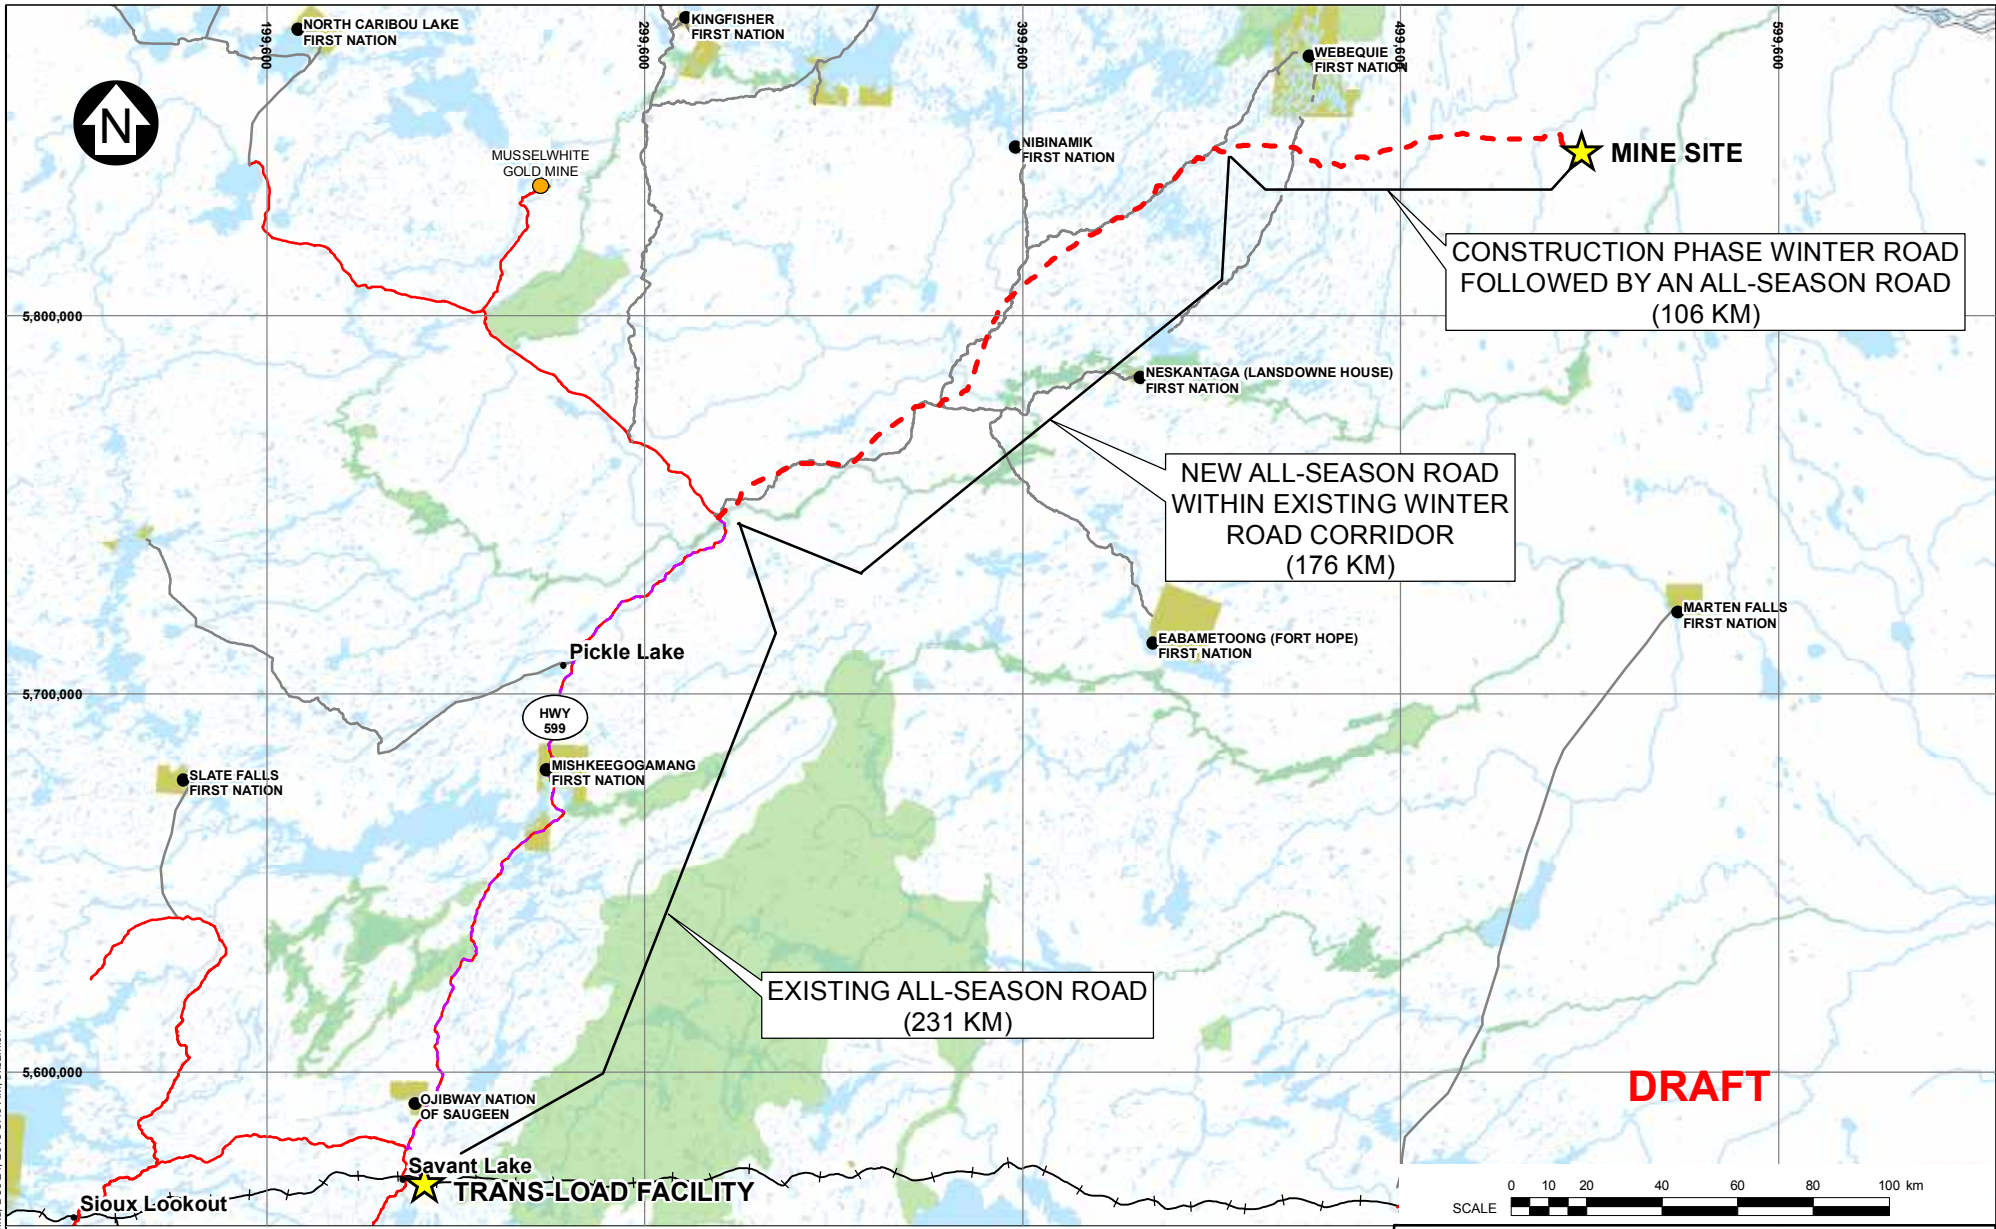 NORTH CARIBOU LAKE
FIRST NATION
199,600
299,600
KINGFISHER
FIRST NATION
399,600
WEBEQUIE
FIRST NATION
499,600
599,600
N
MUSSELWHITE
GOLD MINE
NIBINAMIK
FIRST NATION
MINE SITE
CONSTRUCTION PHASE WINTER ROAD
FOLLOWED BY AN ALL-SEASON ROAD
(106 KM)
5,800,000
NESKANTAGA (LANSDOWNE HOUSE)
FIRST NATION
NEW ALL-SEASON ROAD
WITHIN EXISTING WINTER
ROAD CORRIDOR
(176 KM)
MARTEN FALLS
FIRST NATION
EABAMETOONG (FORT HOPE)
FIRST NATION
Pickle Lake
5,700,000
HWY
599
MISHKEEGOGAMANG
FIRST NATION
SLATE FALLS
FIRST NATION
EXISTING ALL-SEASON ROAD
(231 KM)
5,600,000
DRAFT
OJIBWAY NATION
OF SAUGEEN
Savant Lake
TRANS-LOAD FACILITY
Sioux Lookout
SCALE
0 10 20 40 60 80 100 km